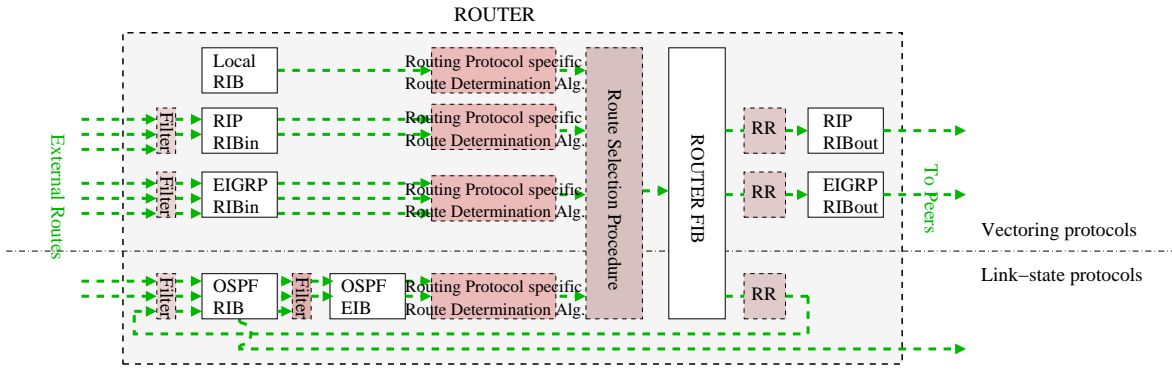 ROUTER
Local
RIB
Routing Protocol specific
Route Determination Alg.
External Routes
Filter
RIP
RIBin
Routing Protocol specific
Route Determination Alg.
Filter
EIGRP
RIBin
Routing Protocol specific
Route Determination Alg.
Route Selection Procedure
ROUTER FIB
RR
RIP
RIBout
RR
EIGRP
RIBout
To Peers
Vectoring protocols
Link−state protocols
Filter
OSPF
RIB
Filter
OSPF
EIB
Routing Protocol specific
Route Determination Alg.
RR